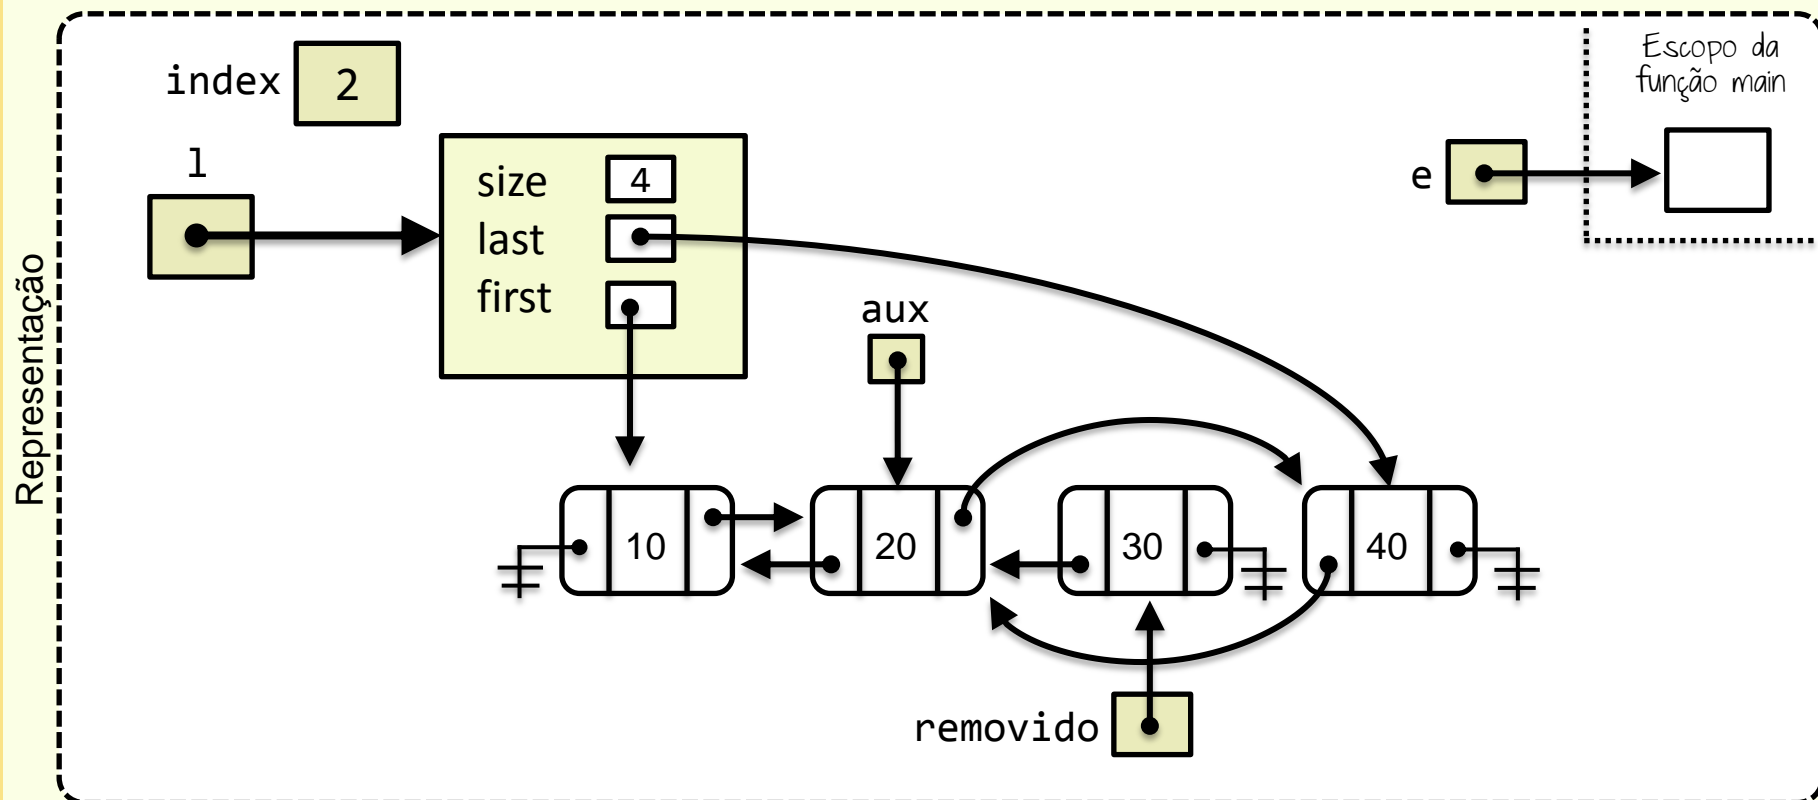 Representação
index 2
l
size 4
last
first
aux
e
Escopo da
função main
10
20
30
40
removido